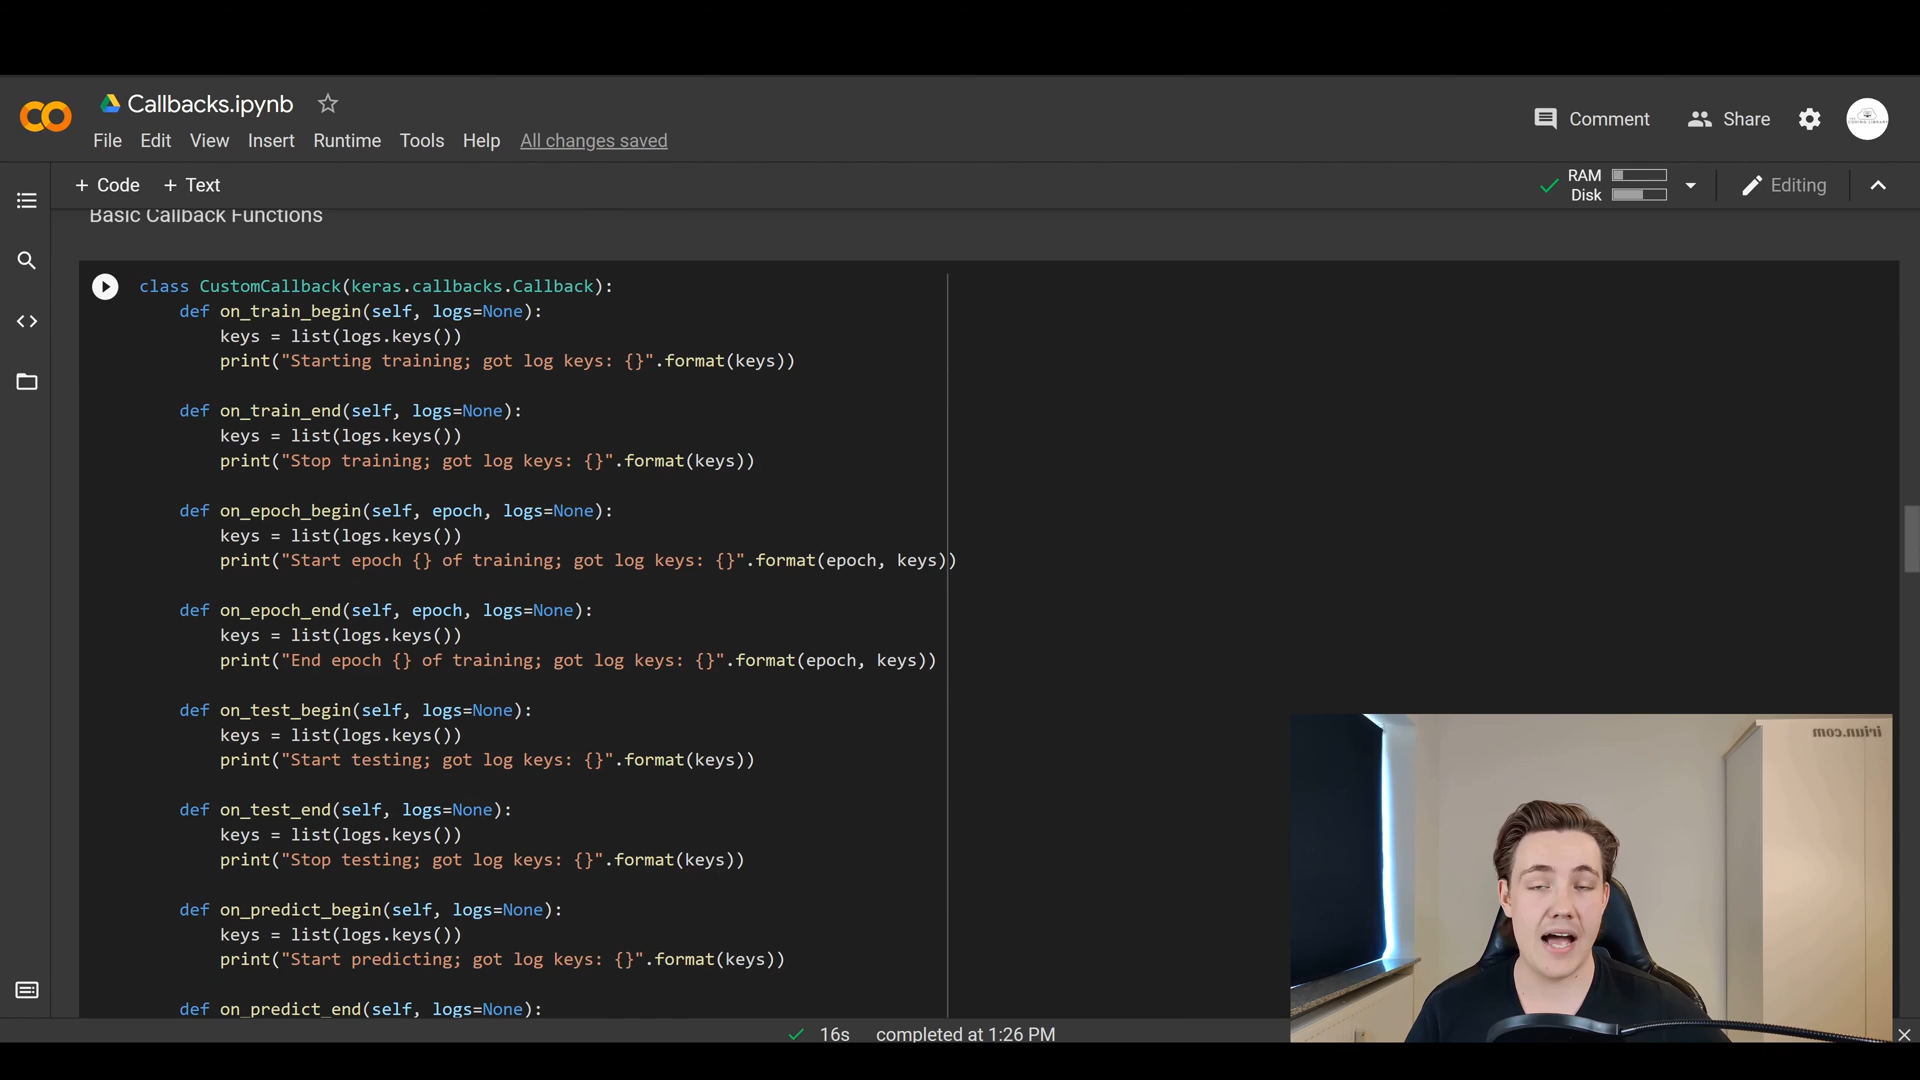 Callbacks.ipynb
File Edit View Insert Runtime Tools Help All changes saved
Comment Share
CODING LIBRARY
+ Code + Text
RAM
Disk
Editing
Basic Callback Functions
class CustomCallback(keras.callbacks.Callback):
def on_train_begin(self, logs=None):
keys = list(logs.keys())
print("Starting training; got log keys: {}".format(keys))
def on_train_end(self, logs=None):
keys = list(logs.keys())
print("Stop training; got log keys: {}".format(keys))
def on_epoch_begin(self, epoch, logs=None):
keys = list(logs.keys())
print("Start epoch {} of training; got log keys: {}".format(epoch, keys))
def on_epoch_end(self, epoch, logs=None):
keys = list(logs.keys())
print("End epoch {} of training; got log keys: {}".format(epoch, keys))
def on_test_begin(self, logs=None):
keys = list(logs.keys())
print("Start testing; got log keys: {}".format(keys))
def on_test_end(self, logs=None):
keys = list(logs.keys())
print("Stop testing; got log keys: {}".format(keys))
def on_predict_begin(self, logs=None):
keys = list(logs.keys())
print("Start predicting; got log keys: {}".format(keys))
def on_predict_end(self, logs=None):
iriun.com
16s completed at 1:26 PM